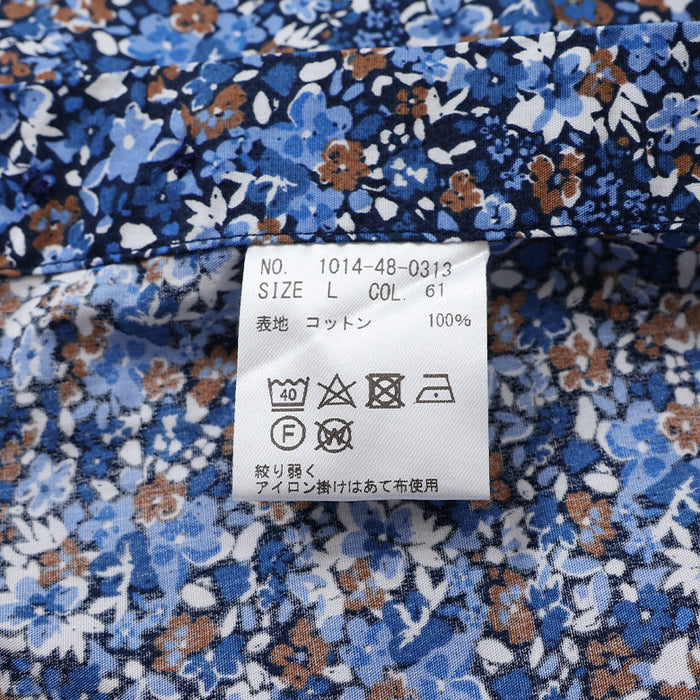 NO. 1014-48-0313
SIZE L COL. 61
表地 コットン 100%
40
F W
絞り弱く
アイロン掛けはあて布使用